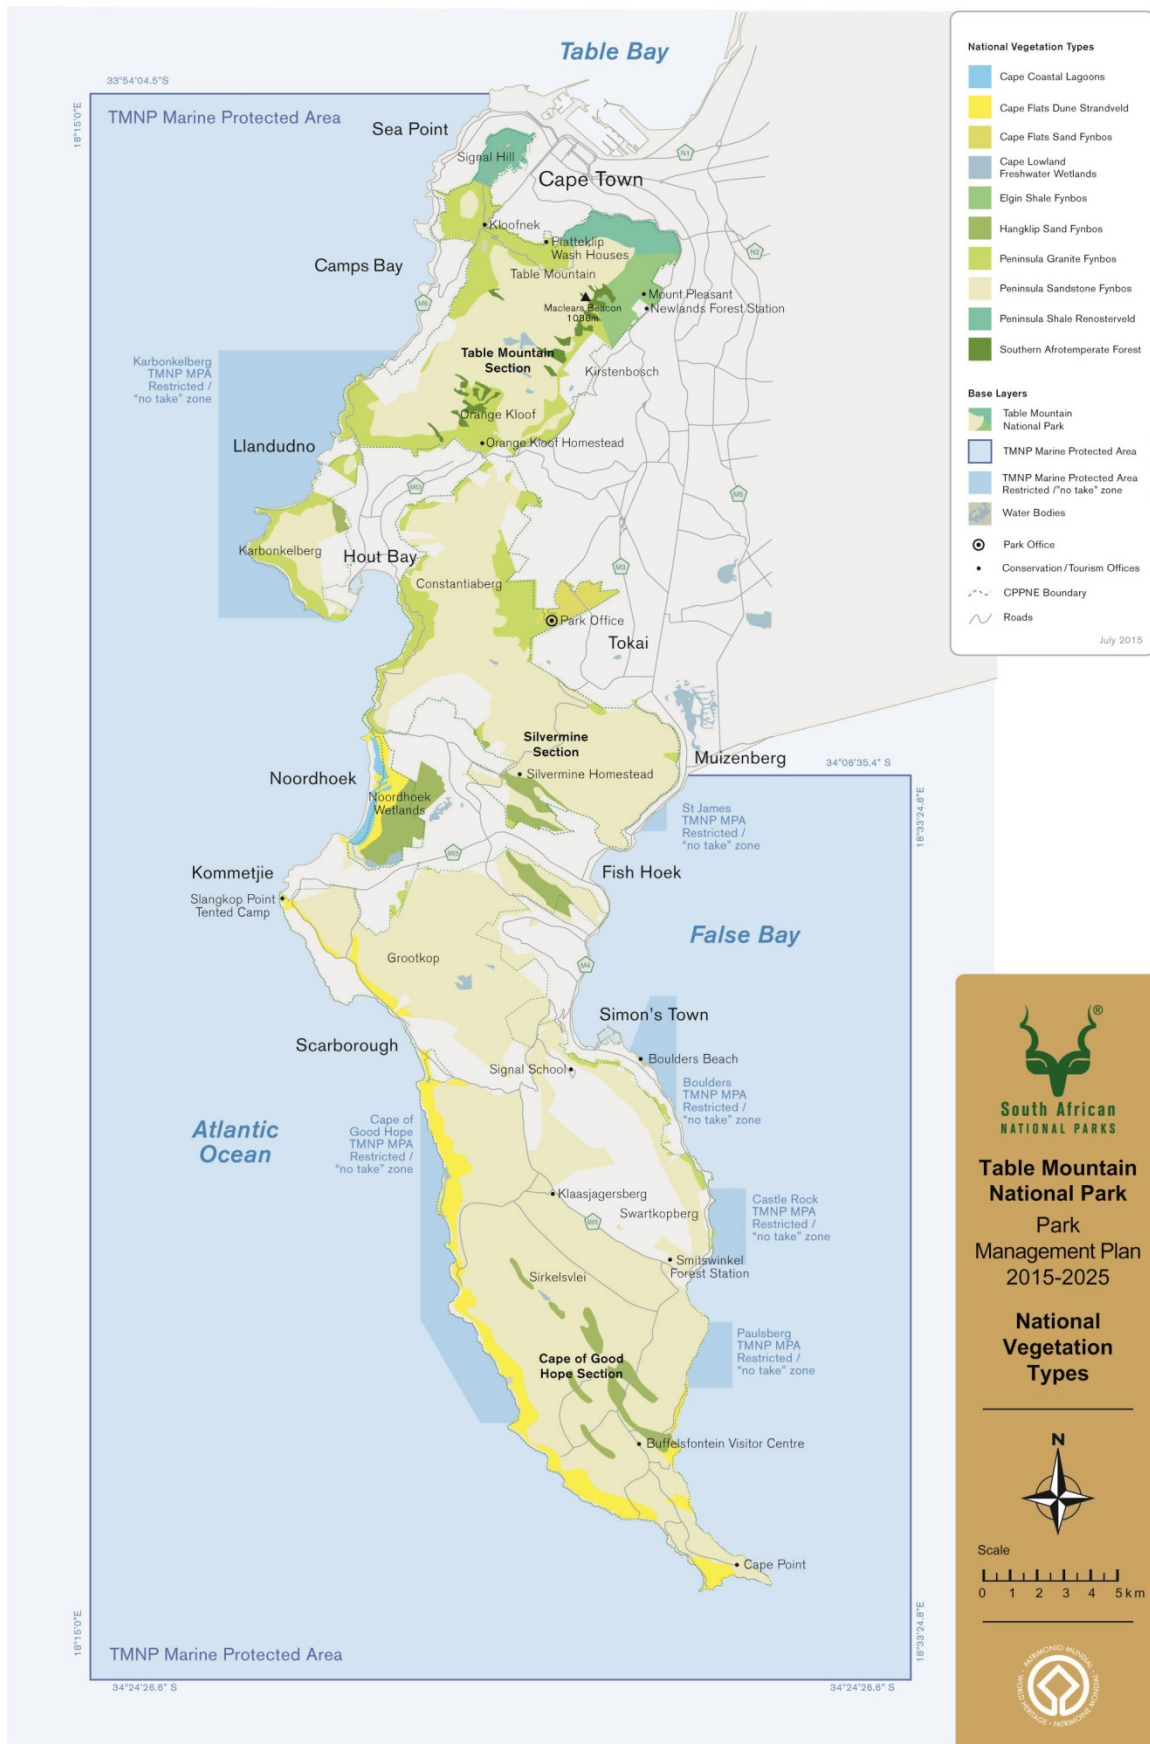 Table Bay
33°54'04.5"S
18°15'0"E
TMNP Marine Protected Area
Sea Point
Signal Hill
Cape Town
N1
Kloofnek
Platteklip
Wash Houses
N2
Camps Bay
Table Mountain
Mount Pleasant
Maclears Beacon
1086m
Newlands Forest Station
M6
Karbonkelberg
TMNP MPA
Restricted /
"no take" zone
Table Mountain
Section
Kirstenbosch
Orange Kloof
Llandudno
Orange Kloof Homestead
M63
M5
Karbonkelberg
Hout Bay
Constantiaberg
M3
Park Office
Tokai
Silvermine
Section
Muizenberg
34°06'35.4" S
18°33'24.8"E
Noordhoek
Silvermine Homestead
Noordhoek
Wetlands
St James
TMNP MPA
Restricted /
"no take" zone
M65
Kommetjie
Fish Hoek
Slangkop Point
Tented Camp
False Bay
Grootkop
M4
Simon's Town
Scarborough
Boulders Beach
Signal School
Boulders
TMNP MPA
Restricted /
"no take" zone
Atlantic
Ocean
Cape of
Good Hope
TMNP MPA
Restricted /
"no take" zone
Klaasjagersberg
Swartkopberg
M65
Castle Rock
TMNP MPA
Restricted /
"no take" zone
Smitswinkel
Forest Station
Sirkelsvlei
Paulsberg
TMNP MPA
Restricted /
"no take" zone
Cape of Good
Hope Section
Buffelsfontein Visitor Centre
Cape Point
18°15'0"E
TMNP Marine Protected Area
18°33'24.8"E
34°24'26.6" S
34°24'26.6" S
National Vegetation Types
Cape Coastal Lagoons
Cape Flats Dune Strandveld
Cape Flats Sand Fynbos
Cape Lowland
Freshwater Wetlands
Elgin Shale Fynbos
Hangklip Sand Fynbos
Peninsula Granite Fynbos
Peninsula Sandstone Fynbos
Peninsula Shale Renosterveld
Southern Afrotemperate Forest
Base Layers
Table Mountain
National Park
TMNP Marine Protected Area
TMNP Marine Protected Area
Restricted /"no take" zone
Water Bodies
Park Office
Conservation / Tourism Offices
CPPNE Boundary
Roads
July 2015
®
South African
NATIONAL PARKS
Table Mountain
National Park
Park
Management Plan
2015-2025
National
Vegetation
Types
N
Scale
0 1 2 3 4 5 km
PATRIMONIO MUNDIAL • WORLD HERITAGE • PATRIMOINE MONDIAL •